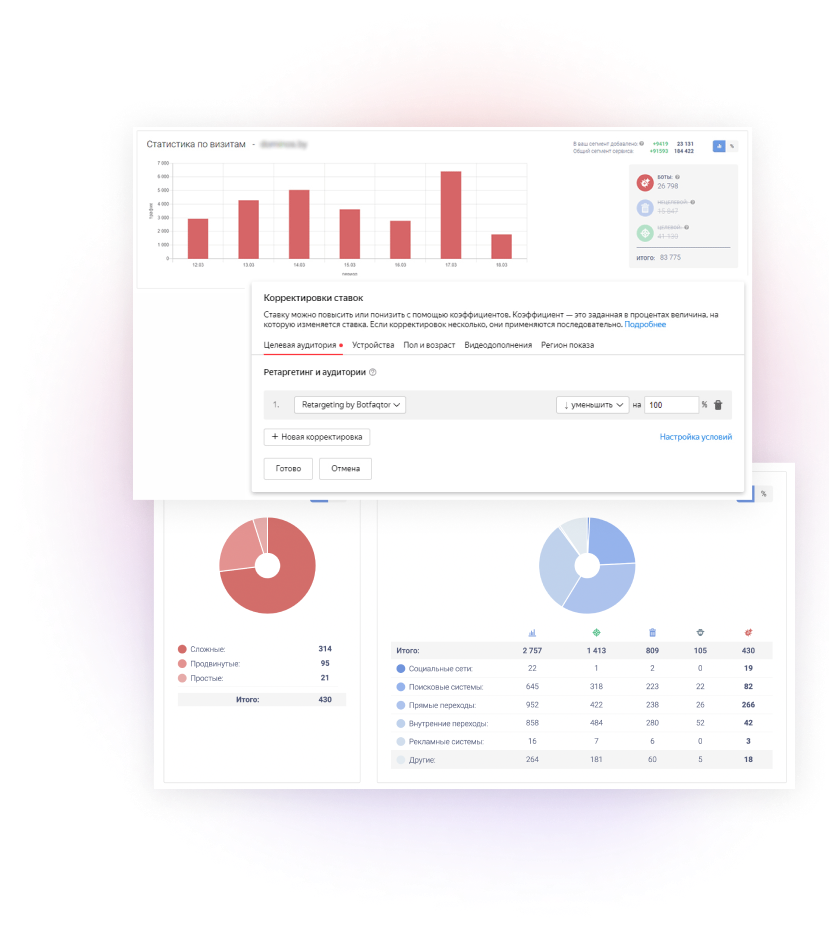 Статистика по визитам -
В ваш сегмент добавлено: +9419 23 131
Общий сегмент сервиса: +91593 184 422
%
7 000
6 000
5 000
4 000
3 000
2 000
1 000
0
трафик
12.03 13.03 14.03 15.03 16.03 17.03 18.03
боты:
26 798
нецелевой:
15 847
целевой:
41 130
итого: 83 775
Корректировки ставок
Ставку можно повысить или понизить с помощью коэффициентов. Коэффициент — это заданная в процентах величина, на
которую изменяется ставка. Если корректировок несколько, они применяются последовательно. Подробнее
Целевая аудитория Устройства Пол и возраст Видеодополнения Регион показа
Ретаргетинг и аудитории
1. Retargeting by Botfaqtor ↓ уменьшить на 100 %
+ Новая корректировка Настройка условий
Готово Отмена
%
Сложные: 314
Продвинутые: 95
Простые: 21
Итого: 430
Итого: 2 757 1 413 809 105 430
Социальные сети: 22 1 2 0 19
Поисковые системы: 645 318 223 22 82
Прямые переходы: 952 422 238 26 266
Внутренние переходы: 858 484 280 52 42
Рекламные системы: 16 7 6 0 3
Другие: 264 181 60 5 18